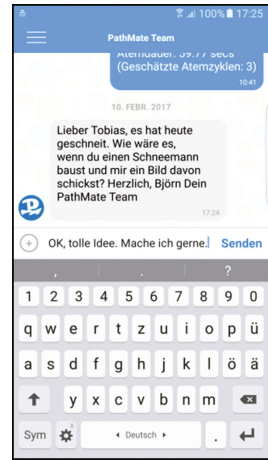 100% 17:25
PathMate Team
Atemdauer: 59.77 secs
(Geschätzte Atemzyklen: 3)
10:41
10. FEBR. 2017
Lieber Tobias, es hat heute
geschneit. Wie wäre es,
wenn du einen Schneemann
baust und mir ein Bild davon
schickst? Herzlich, Björn Dein
PathMate Team
17:24
OK, tolle Idee. Mache ich gerne. Senden
, . ?
1 2 3 4 5 6 7 8 9 0
q w e r t z u i o p ü
a s d f g h j k l ö ä
y x c v b n m
Sym Deutsch .